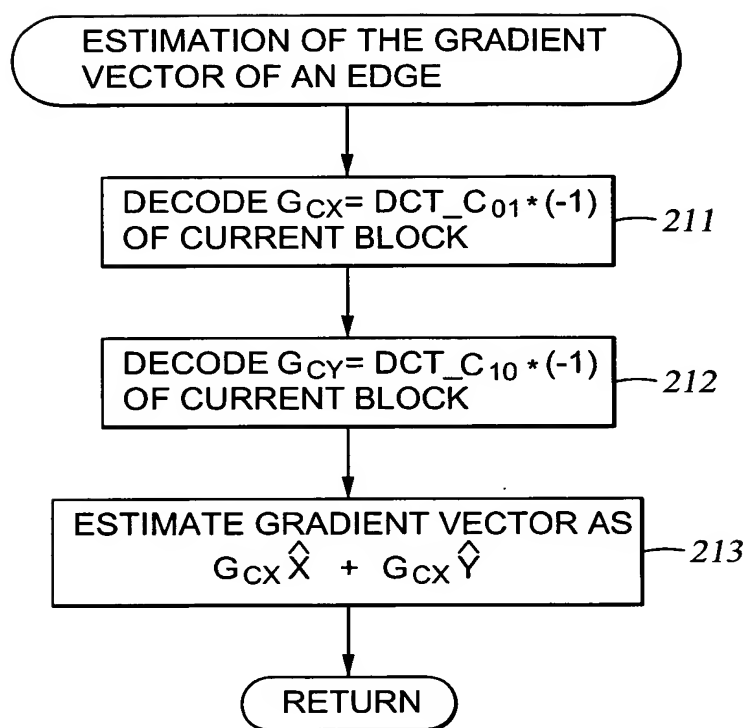 ESTIMATION OF THE GRADIENT
VECTOR OF AN EDGE
DECODE GCX= DCT_C01*(-1)
OF CURRENT BLOCK
211
DECODE GCY= DCT_C10*(-1)
OF CURRENT BLOCK
212
ESTIMATE GRADIENT VECTOR AS
GCX X̂ + GCX Ŷ
213
RETURN